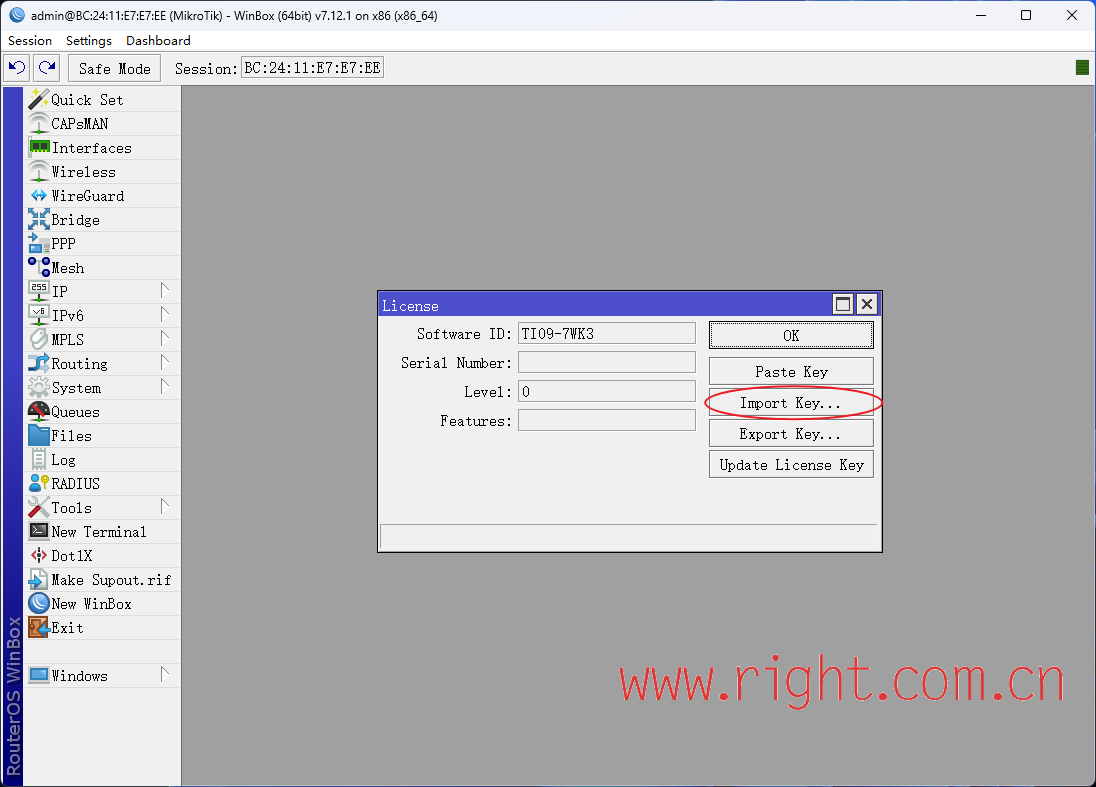 admin@BC:24:11:E7:E7:EE (MikroTik) - WinBox (64bit) v7.12.1 on x86 (x86_64)
Session Settings Dashboard
Safe Mode Session: BC:24:11:E7:E7:EE
Quick Set
CAPsMAN
Interfaces
Wireless
WireGuard
Bridge
PPP
Mesh
255 IP
v6 IPv6
MPLS
Routing
System
Queues
Files
Log
RADIUS
Tools
New Terminal
Dot1X
Make Supout.rif
New WinBox
Exit
Windows
RouterOS WinBox
License
Software ID: TI09-7WK3
Serial Number:
Level: 0
Features:
OK
Paste Key
Import Key...
Export Key...
Update License Key
www.right.com.cn